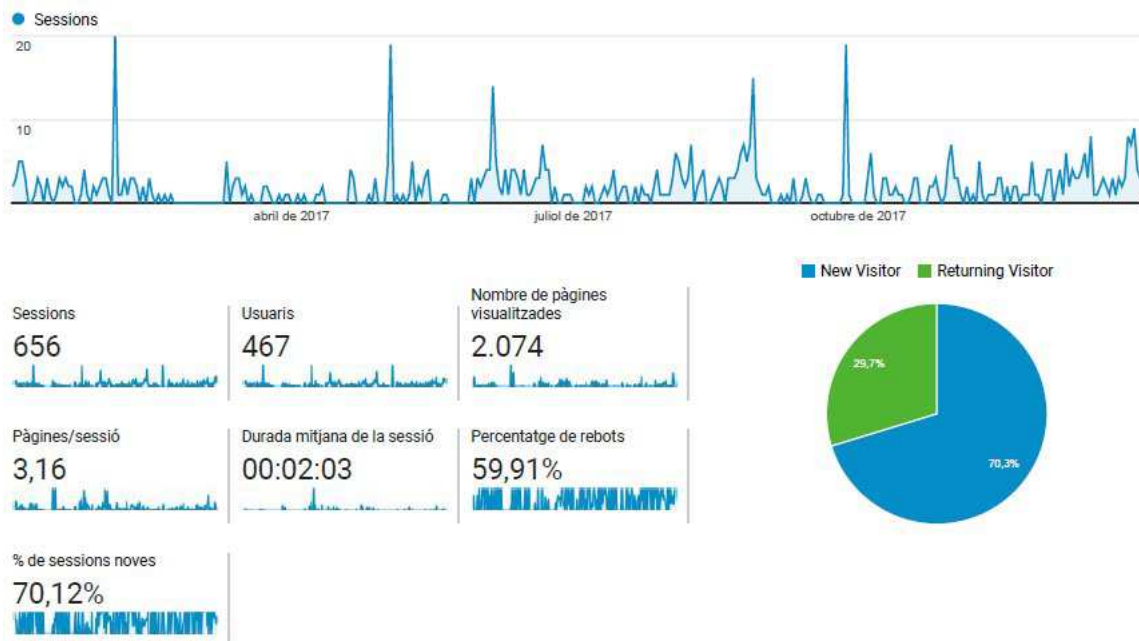 Sessions
20
10
abril de 2017
juliol de 2017
octubre de 2017
New Visitor
Returning Visitor
Sessions
656
Usuaris
467
Nombre de pàgines
visualitzades
2.074
Pàgines/sessió
3,16
Durada mitjana de la sessió
00:02:03
Percentatge de rebots
59,91%
% de sessions noves
70,12%
29,7%
70,3%